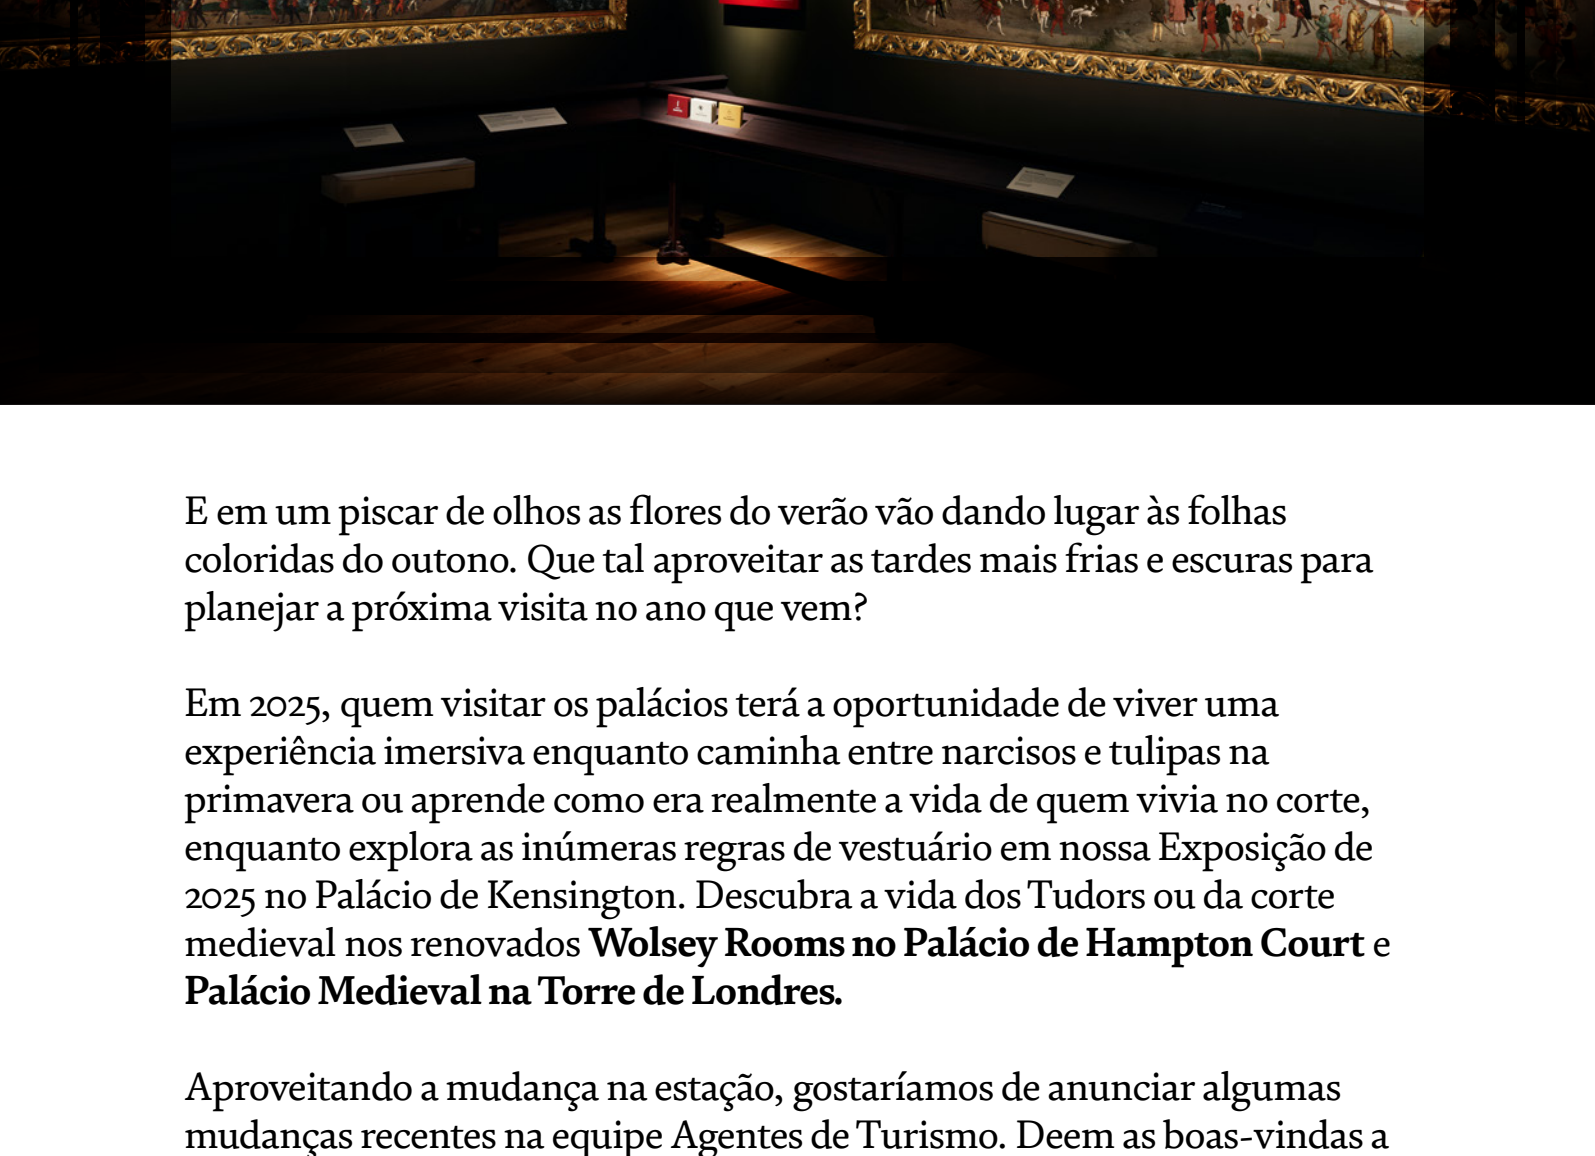 E em um piscar de olhos as flores do verão vão dando lugar às folhas
coloridas do outono. Que tal aproveitar as tardes mais frias e escuras para
planejar a próxima visita no ano que vem?
Em 2025, quem visitar os palácios terá a oportunidade de viver uma
experiência imersiva enquanto caminha entre narcisos e tulipas na
primavera ou aprende como era realmente a vida de quem vivia no corte,
enquanto explora as inúmeras regras de vestuário em nossa Exposição de
2025 no Palácio de Kensington. Descubra a vida dos Tudors ou da corte
medieval nos renovados Wolsey Rooms no Palácio de Hampton Court e
Palácio Medieval na Torre de Londres.
Aproveitando a mudança na estação, gostaríamos de anunciar algumas
mudanças recentes na equipe Agentes de Turismo. Deem as boas-vindas a